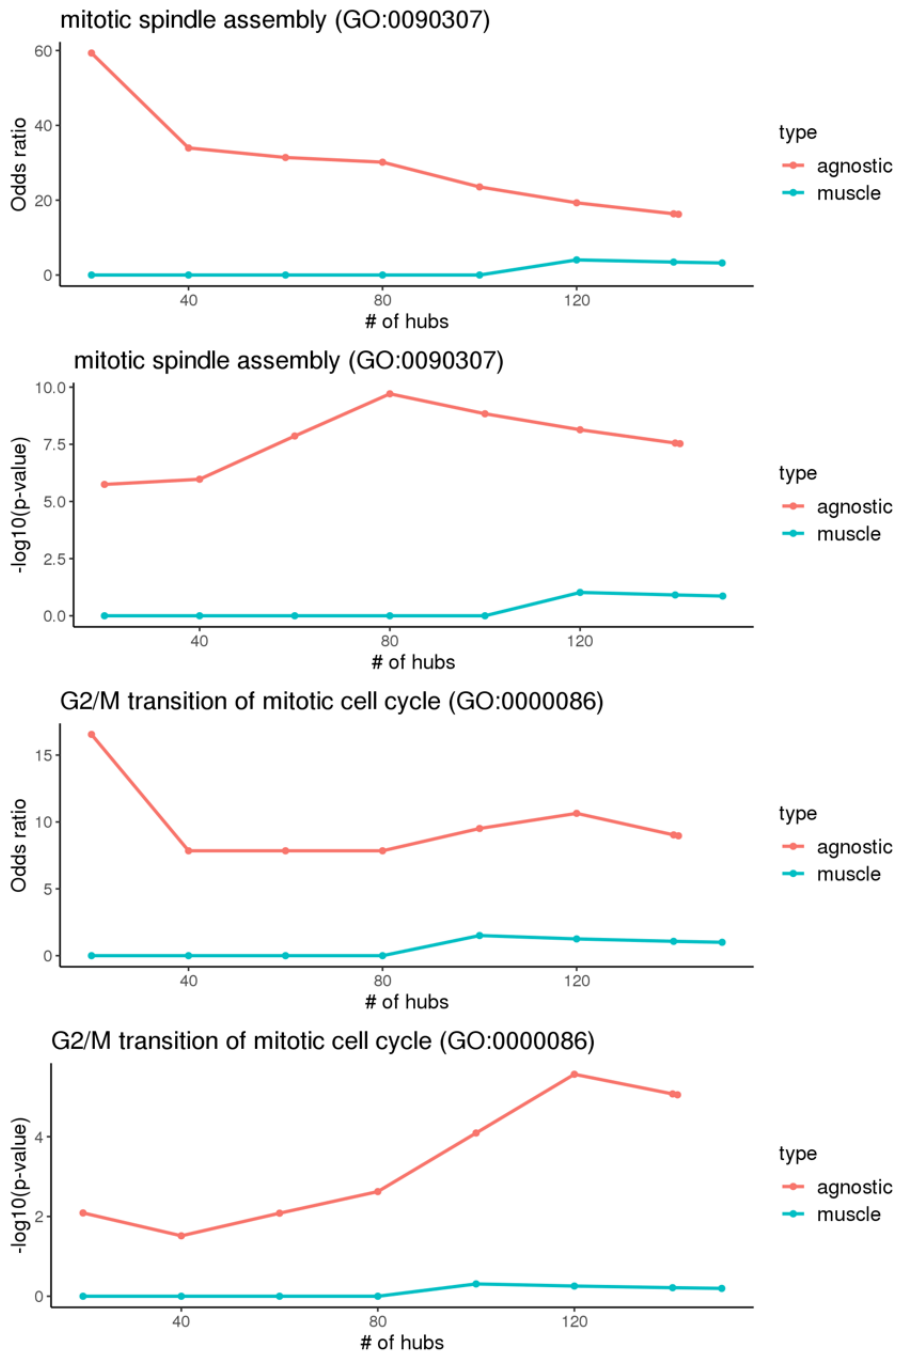 mitotic spindle assembly (GO:0090307)
60
40
20
0
Odds ratio
40 80 120
# of hubs
type
agnostic
muscle
mitotic spindle assembly (GO:0090307)
10.0
7.5
5.0
2.5
0.0
-log10(p-value)
40 80 120
# of hubs
type
agnostic
muscle
G2/M transition of mitotic cell cycle (GO:0000086)
15
10
5
0
Odds ratio
40 80 120
# of hubs
type
agnostic
muscle
G2/M transition of mitotic cell cycle (GO:0000086)
4
2
0
-log10(p-value)
40 80 120
# of hubs
type
agnostic
muscle